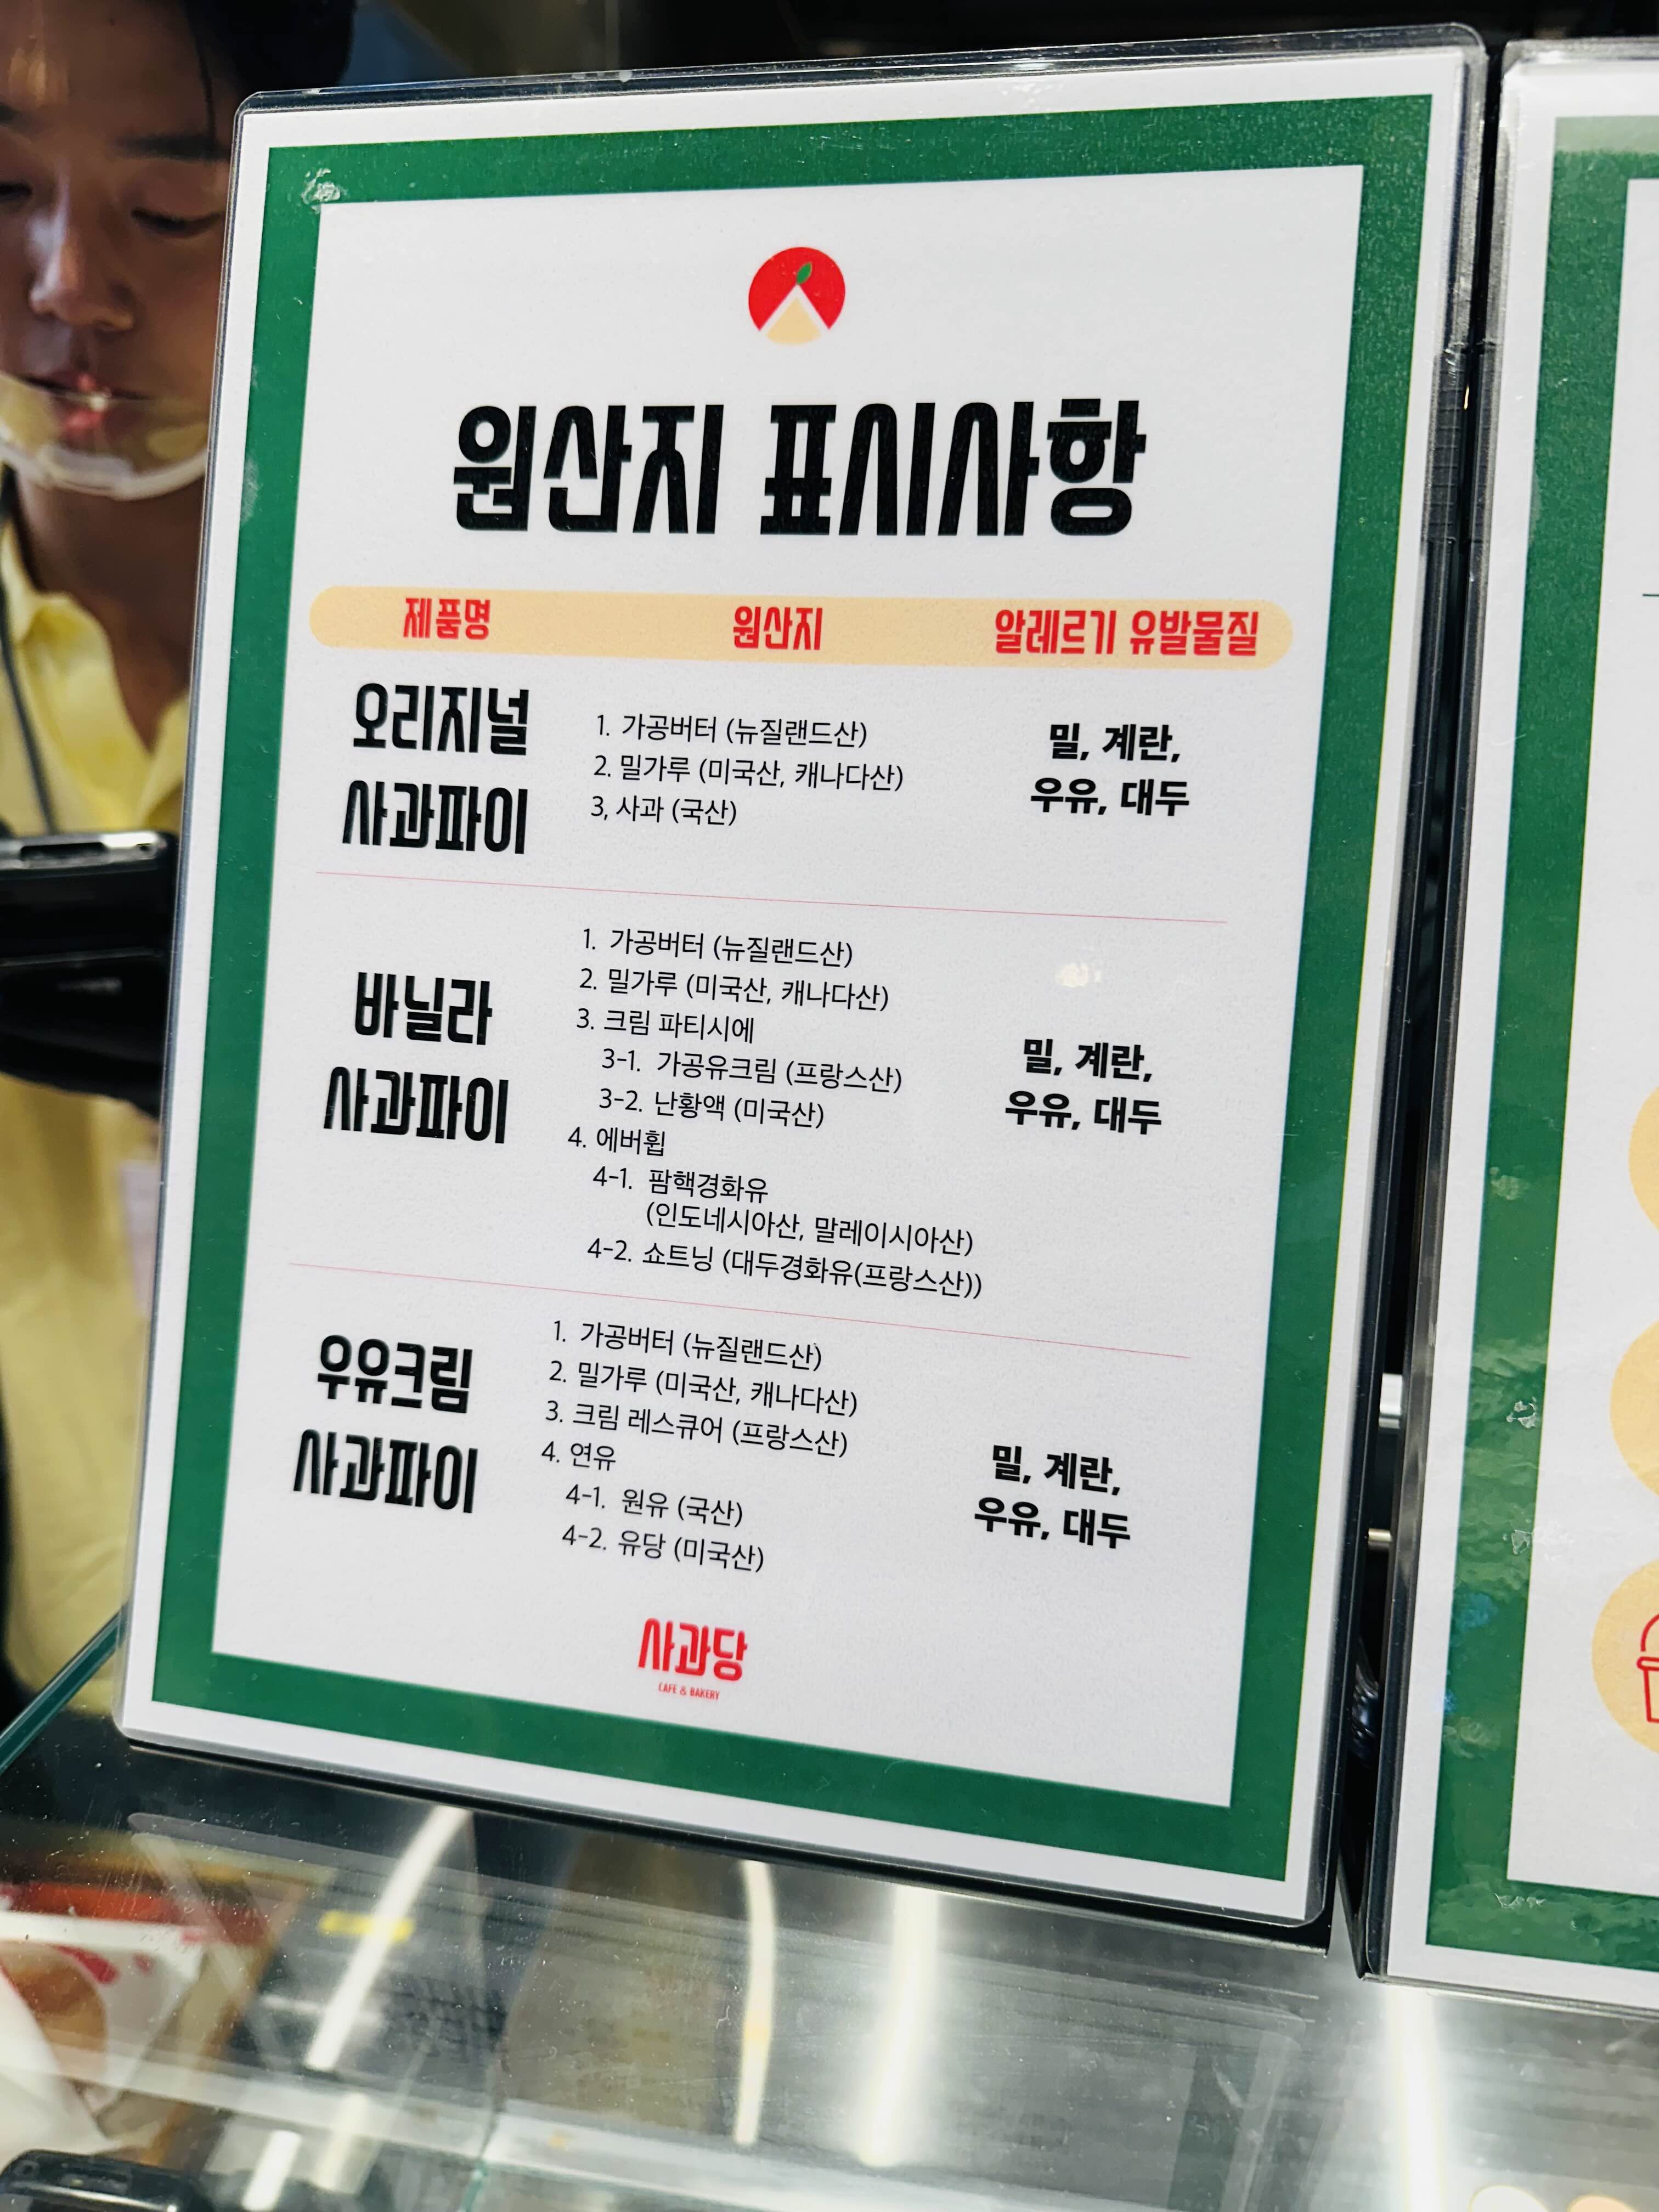 원산지 표시사항
제품명 원산지 알레르기 유발물질
오리지널
사과파이
1. 가공버터 (뉴질랜드산)
2. 밀가루 (미국산, 캐나다산)
3, 사과 (국산)
밀, 계란,
우유, 대두
바닐라
사과파이
1. 가공버터 (뉴질랜드산)
2. 밀가루 (미국산, 캐나다산)
3. 크림 파티시에
3-1. 가공유크림 (프랑스산)
3-2. 난황액 (미국산)
4. 에버휩
4-1. 팜핵경화유
(인도네시아산, 말레이시아산)
4-2. 쇼트닝 (대두경화유(프랑스산))
밀, 계란,
우유, 대두
우유크림
사과파이
1. 가공버터 (뉴질랜드산)
2. 밀가루 (미국산, 캐나다산)
3. 크림 레스큐어 (프랑스산)
4. 연유
4-1. 원유 (국산)
4-2. 유당 (미국산)
밀, 계란,
우유, 대두
사과당
CAFE & BAKERY